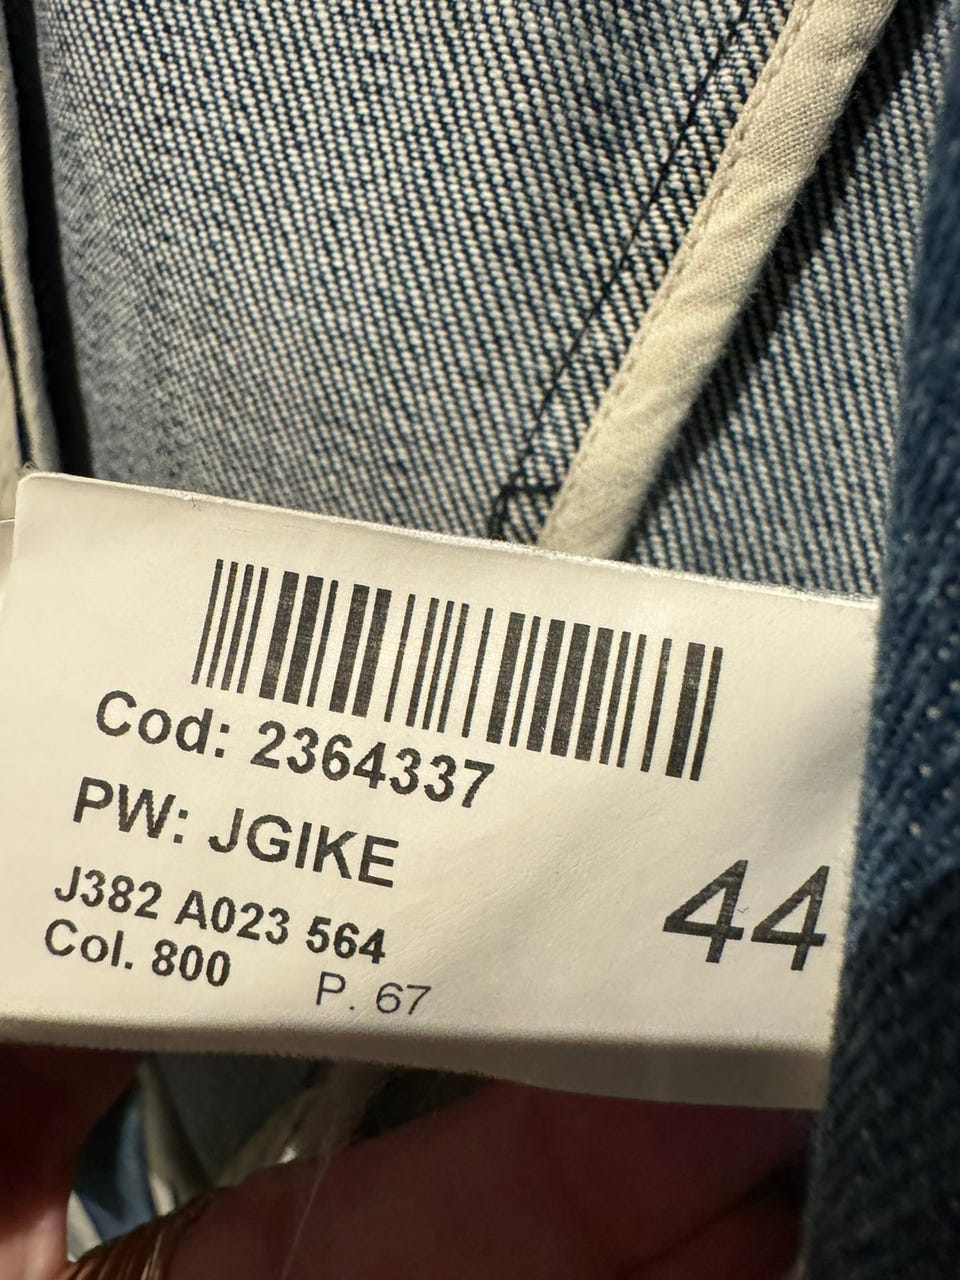 Cod: 2364337
PW: JGIKE
J382 A023 564
Col. 800
P. 67
44